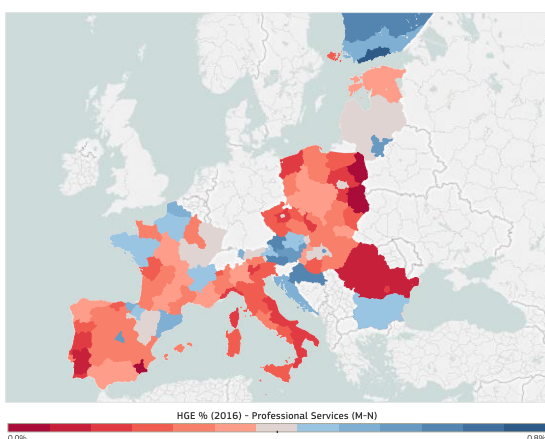 HGE % (2016) - Professional Services (M-N)
0.0%
0.8%